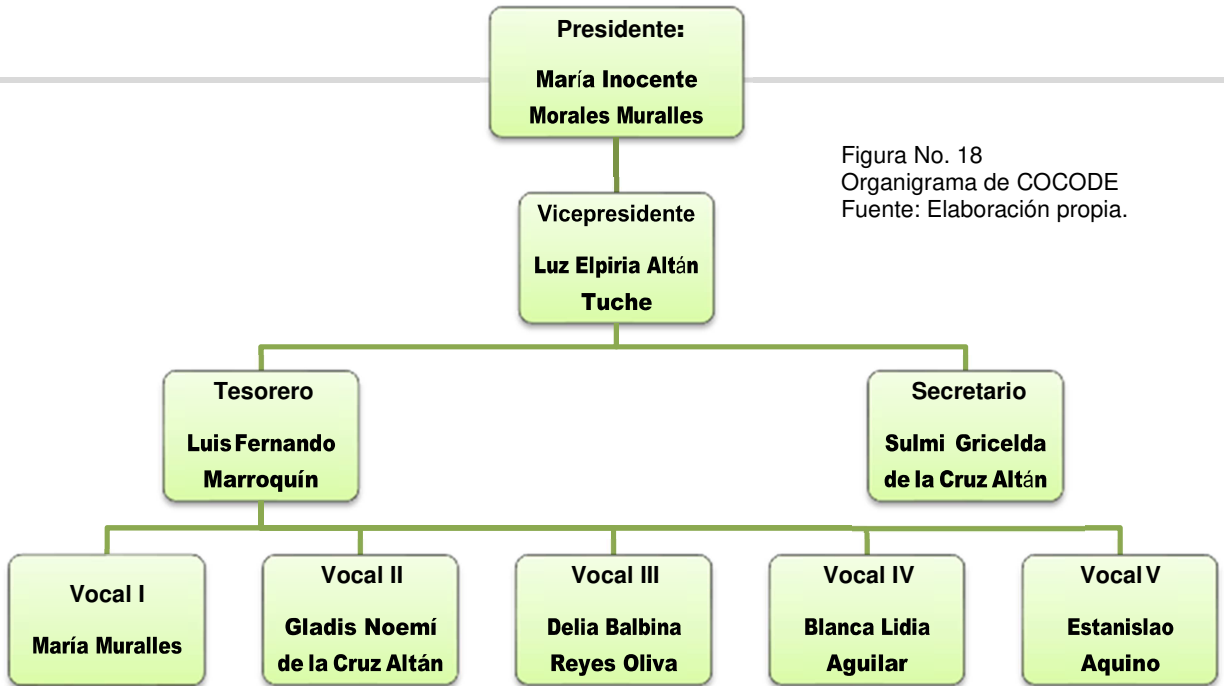 Presidente:
María Inocente
Morales Muralles
Figura No. 18
Organigrama de COCODE
Fuente: Elaboración propia.
Vicepresidente
Luz Elpiria Altán
Tuche
Tesorero
Luis Fernando
Marroquín
Secretario
Sulmi Gricelda
de la Cruz Altán
Vocal I
María Muralles
Vocal II
Gladis Noemí
de la Cruz Altán
Vocal III
Delia Balbina
Reyes Oliva
Vocal IV
Blanca Lidia
Aguilar
Vocal V
Estanislao
Aquino